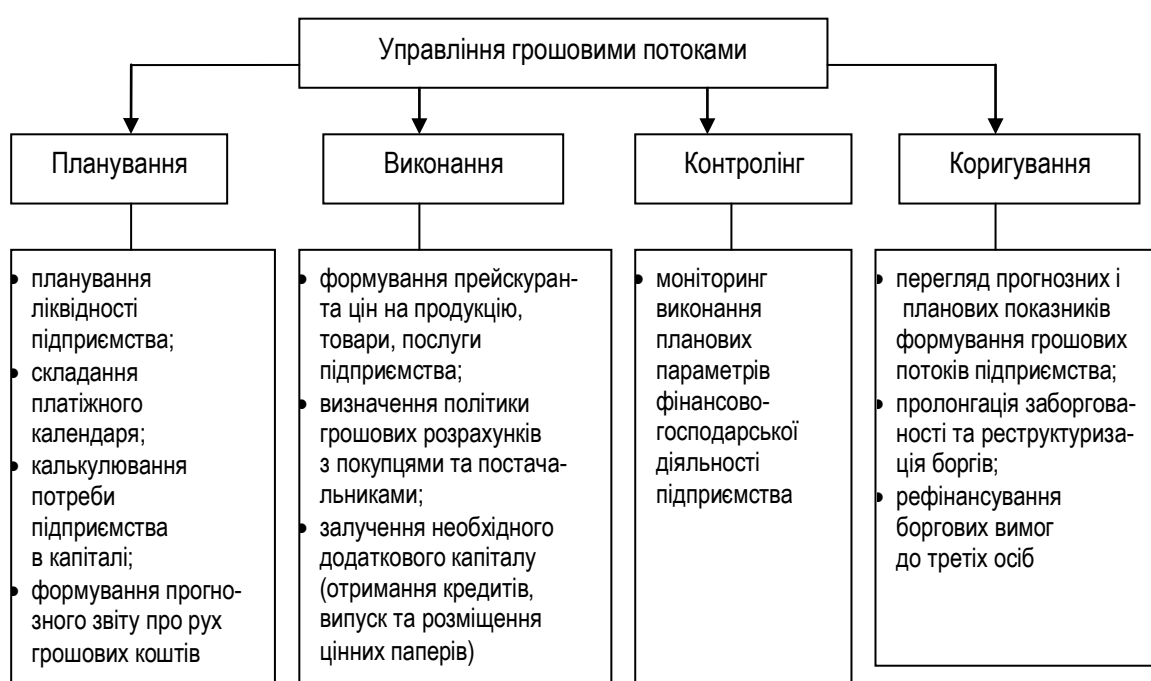 Управління грошовими потоками
Планування
Виконання
Контролінг
Коригування
• планування
ліквідності
підприємства;
• складання
платіжного
календаря;
• калькулювання
потреби
підприємства
в капіталі;
• формування прогно-
зного звіту про рух
грошових коштів
• формування прейскуран-
та цін на продукцію,
товари, послуги
підприємства;
• визначення політики
грошових розрахунків
з покупцями та постача-
льниками;
• залучення необхідного
додаткового капіталу
(отримання кредитів,
випуск та розміщення
цінних паперів)
• моніторинг
виконання
планових
параметрів
фінансово-
господарської
діяльності
підприємства
• перегляд прогнозних і
планових показників
формування грошових
потоків підприємства;
• пролонгація заборгова-
ності та реструктуриза-
ція боргів;
• рефінансування
боргових вимог
до третіх осіб